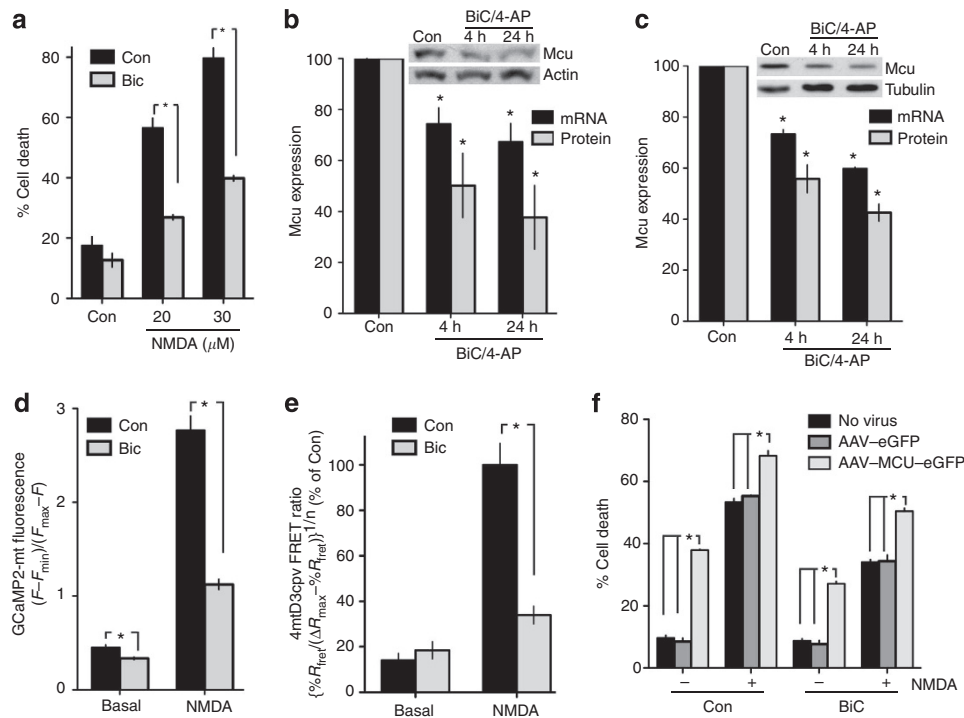 a
% Cell death
80
60
40
20
0
Con
Bic
*
*
Con
20
30
NMDA (μM)
b
Mcu expression
100
80
60
40
20
0
BiC/4-AP
Con
4 h
24 h
Mcu
Actin
mRNA
Protein
*
*
*
*
Con
4 h
24 h
BiC/4-AP
c
Mcu expression
100
80
60
40
20
0
BiC/4-AP
Con
4 h
24 h
Mcu
Tubulin
mRNA
Protein
*
*
*
*
Con
4 h
24 h
BiC/4-AP
d
GCaMP2-mt fluorescence
(F–Fmin)/(Fmax–F)
3
2
1
0
Con
Bic
*
*
Basal
NMDA
e
4mtD3cpv FRET ratio
{%Rfret/(ΔRmax–%Rfret)}1/n (% of Con)
100
80
60
40
20
0
Con
Bic
*
Basal
NMDA
f
% Cell death
80
60
40
20
0
No virus
AAV–eGFP
AAV–MCU–eGFP
*
*
*
*
– + – + NMDA
Con
BiC